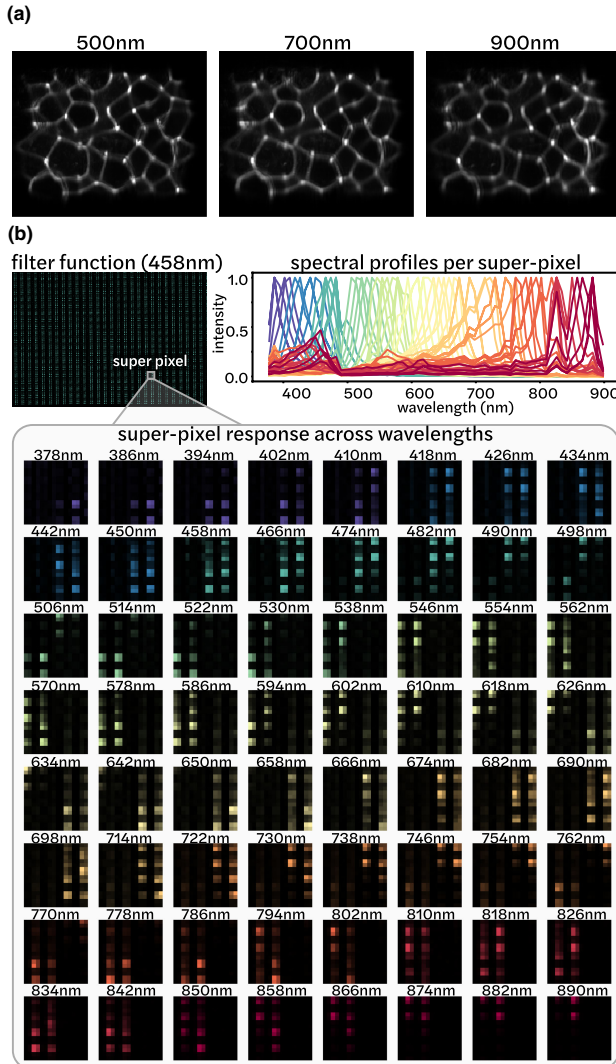 (a)
500nm 700nm 900nm
(b)
filter function (458nm) spectral profiles per super-pixel
super pixel
intensity
1.0
0.5
0.0
400 500 600 700 800 900
wavelength (nm)
super-pixel response across wavelengths
378nm 386nm 394nm 402nm 410nm 418nm 426nm 434nm
442nm 450nm 458nm 466nm 474nm 482nm 490nm 498nm
506nm 514nm 522nm 530nm 538nm 546nm 554nm 562nm
570nm 578nm 586nm 594nm 602nm 610nm 618nm 626nm
634nm 642nm 650nm 658nm 666nm 674nm 682nm 690nm
698nm 714nm 722nm 730nm 738nm 746nm 754nm 762nm
770nm 778nm 786nm 794nm 802nm 810nm 818nm 826nm
834nm 842nm 850nm 858nm 866nm 874nm 882nm 890nm